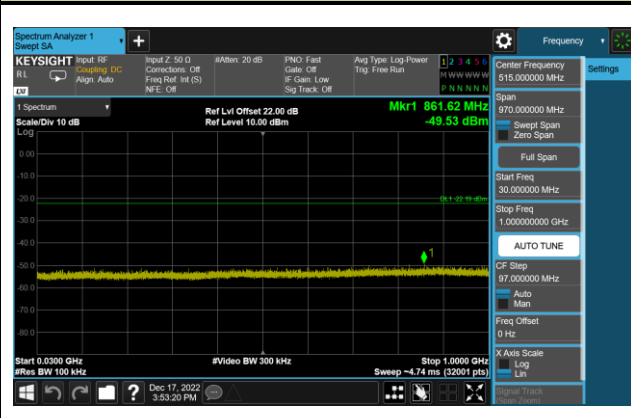 Spectrum Analyzer 1
Swept SA
Frequency
KEYSIGHT
RL
Input: RF
Coupling: DC
Align: Auto
Input Z: 50 Ω
Corrections: Off
Freq Ref: Int (S)
NFE: Off
#Atten: 20 dB
PNO: Fast
Gate: Off
IF Gain: Low
Sig Track: Off
Avg Type: Log-Power
Trig: Free Run
1 2 3 4 5 6
M W W W W W
P N N N N N
LXI
1 Spectrum
Scale/Div 10 dB
Log
Ref Lvl Offset 22.00 dB
Ref Level 10.00 dBm
Mkr1 861.62 MHz
-49.53 dBm
0.00
-10.0
-20.0
DL1 -22.19 dBm
-30.0
-40.0
1
-50.0
-60.0
-70.0
-80.0
Start 0.0300 GHz
#Res BW 100 kHz
#Video BW 300 kHz
Stop 1.0000 GHz
Sweep ~4.74 ms (32001 pts)
Dec 17, 2022
3:53:20 PM
Center Frequency
515.000000 MHz
Span
970.000000 MHz
Swept Span
Zero Span
Full Span
Start Freq
30.000000 MHz
Stop Freq
1.000000000 GHz
AUTO TUNE
CF Step
97.000000 MHz
Auto
Man
Freq Offset
0 Hz
X Axis Scale
Log
Lin
Signal Track
(Span Zoom)
Settings